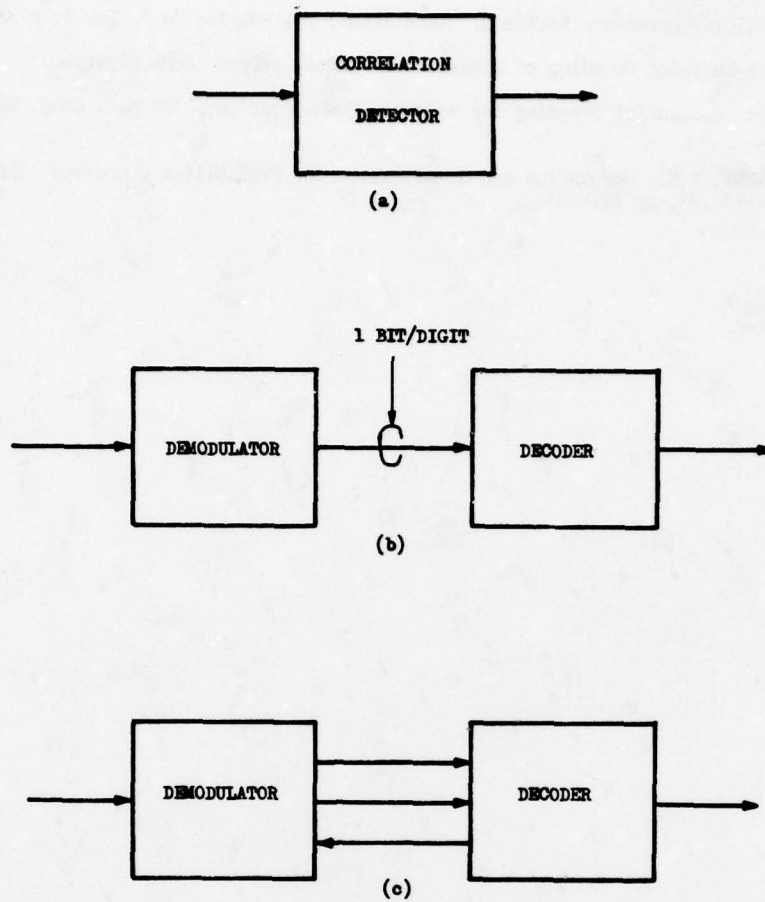 CORRELATION
DETECTOR
(a)
1 BIT/DIGIT
DEMODULATOR
DECODER
(b)
DEMODULATOR
DECODER
(c)